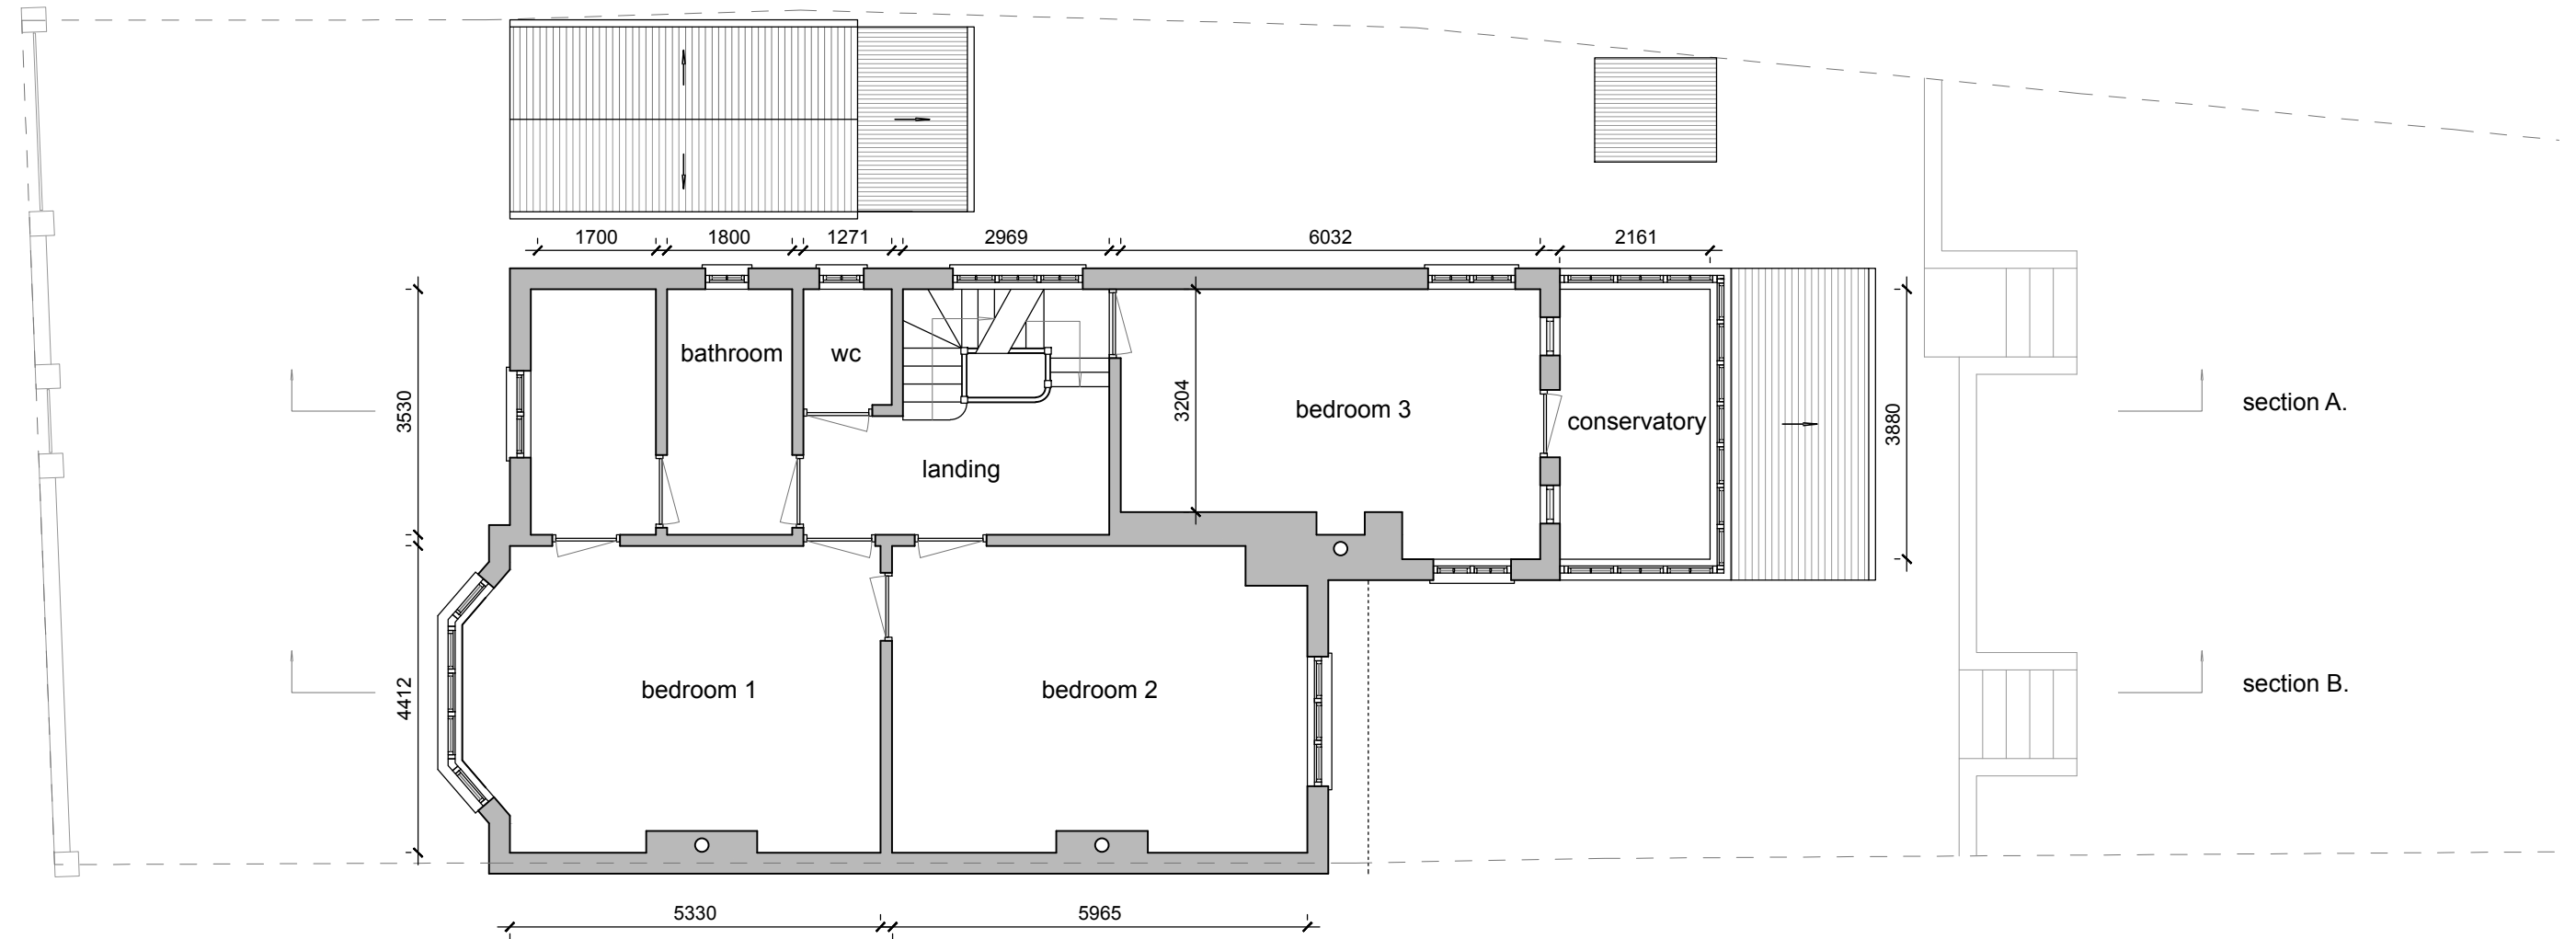 1700 1800 1271 2969 6032 2161
bathroom wc
3530 3204 bedroom 3 conservatory 3880 section A.
landing
4412 bedroom 1 bedroom 2 section B.
5330 5965